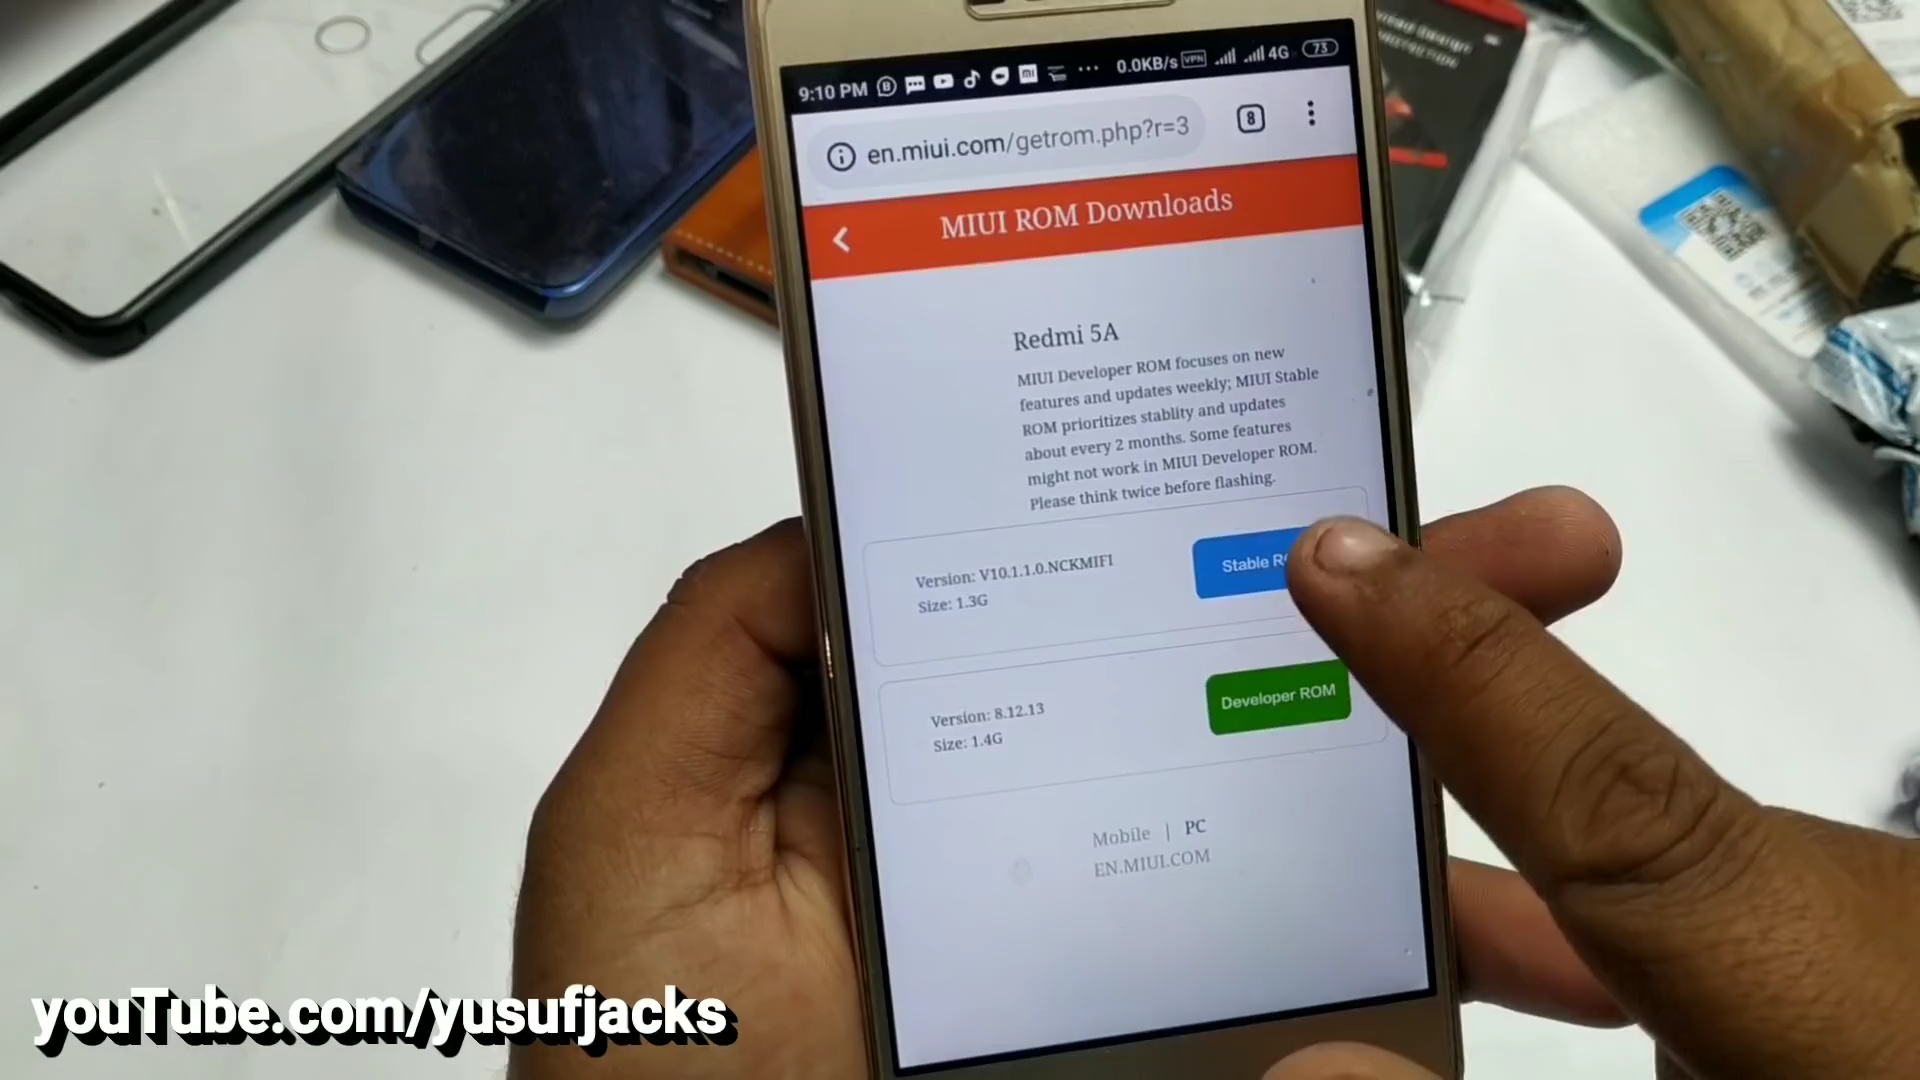 9:10 PM
0.0KB/s VPN 4G 73
en.miui.com/getrom.php?r=3
8
MIUI ROM Downloads
Redmi 5A
MIUI Developer ROM focuses on new
features and updates weekly; MIUI Stable
ROM prioritizes stablity and updates
about every 2 months. Some features
might not work in MIUI Developer ROM.
Please think twice before flashing.
Version: V10.1.1.0.NCKMIFI
Size: 1.3G
Stable
Version: 8.12.13
Size: 1.4G
Developer ROM
Mobile | PC
EN.MIUI.COM
youTube.com/yusufjacks